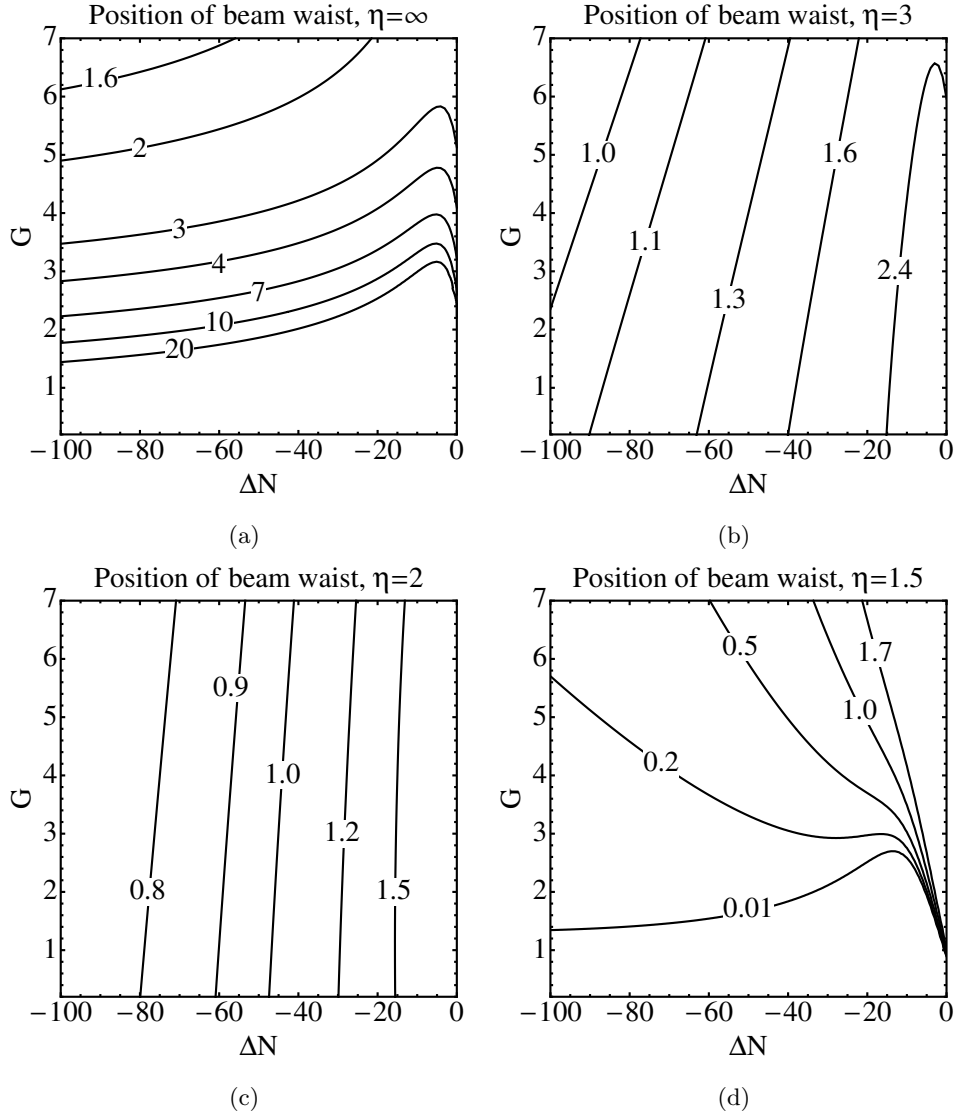 Position of beam waist, η=∞
7
6
5
4
3
2
1
G
1.6
2
3
4
7
10
20
−100 −80 −60 −40 −20 0
ΔN
(a)
Position of beam waist, η=3
7
6
5
4
3
2
1
G
1.0
1.1
1.3
1.6
2.4
−100 −80 −60 −40 −20 0
ΔN
(b)
Position of beam waist, η=2
7
6
5
4
3
2
1
G
0.8
0.9
1.0
1.2
1.5
−100 −80 −60 −40 −20 0
ΔN
(c)
Position of beam waist, η=1.5
7
6
5
4
3
2
1
G
0.5
1.7
1.0
0.2
0.01
−100 −80 −60 −40 −20 0
ΔN
(d)